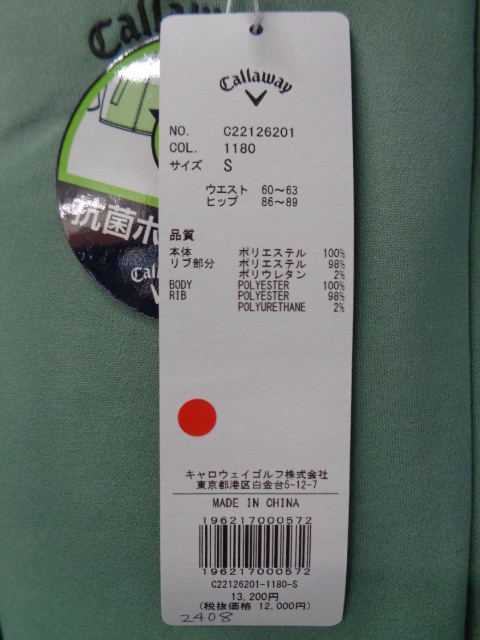 Callaway
抗菌ポ
Callaway
Callaway
NO. C22126201
COL. 1180
サイズ S
ウエスト 60～63
ヒップ 86～89
品質
本体 ポリエステル 100%
リブ部分 ポリエステル 98%
ポリウレタン 2%
BODY POLYESTER 100%
RIB POLYESTER 98%
POLYURETHANE 2%
キャロウェイゴルフ株式会社
東京都港区白金台5-12-7
MADE IN CHINA
196217000572
196217000572
C22126201-1180-S
13,200円
(税抜価格 12,000円)
2408